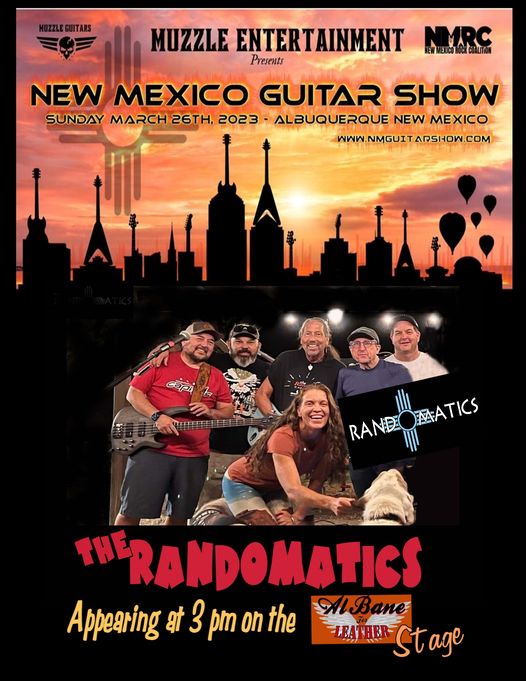 MUZZLE GUITARS
MUZZLE ENTERTAINMENT
Presents
NMRC
NEW MEXICO ROCK COALITION
NEW MEXICO GUITAR SHOW
SUNDAY MARCH 26TH, 2023 - ALBUQUERQUE NEW MEXICO
WWW.NMGUITARSHOW.COM
RANDOMATICS
THE RANDOMATICS
Appearing at 3 pm on the
Al Bane
LEATHER
Stage